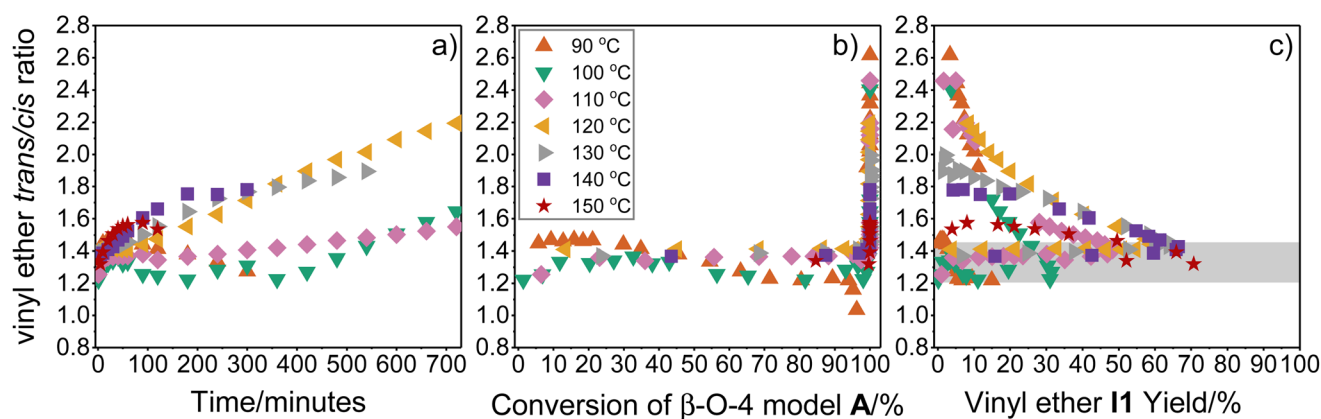 vinyl ether trans/cis ratio
2.8
2.6
2.4
2.2
2.0
1.8
1.6
1.4
1.2
1.0
0.8
a)
0 100 200 300 400 500 600 700
Time/minutes
2.8
2.6
2.4
2.2
2.0
1.8
1.6
1.4
1.2
1.0
0.8
b)
90 °C
100 °C
110 °C
120 °C
130 °C
140 °C
150 °C
0 10 20 30 40 50 60 70 80 90 100
Conversion of β-O-4 model A/%
2.8
2.6
2.4
2.2
2.0
1.8
1.6
1.4
1.2
1.0
0.8
c)
0 10 20 30 40 50 60 70 80 90 100
Vinyl ether I1 Yield/%